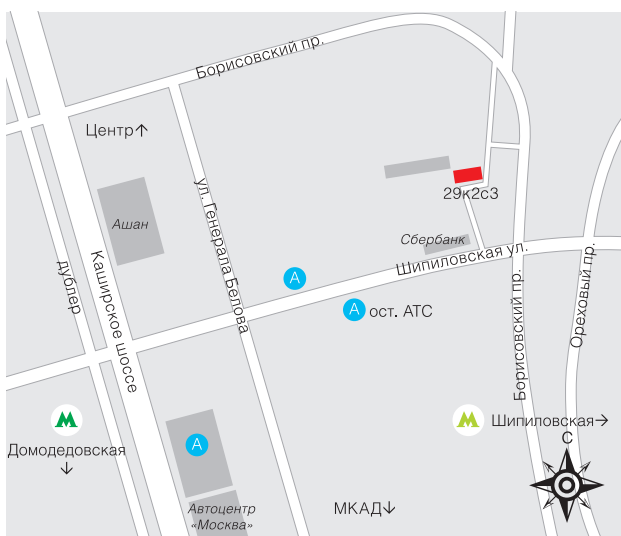 Борисовский пр.
Центр↑
29к2с3
ул. Генерала Белова
Ашан
Сбербанк
Шипиловская ул.
Каширское шоссе
дублер
Ореховый пр.
Борисовский пр.
А
А ост. АТС
М
Домодедовская
↓
А
М
Шипиловская→
С
Автоцентр
«Москва»
МКАД↓